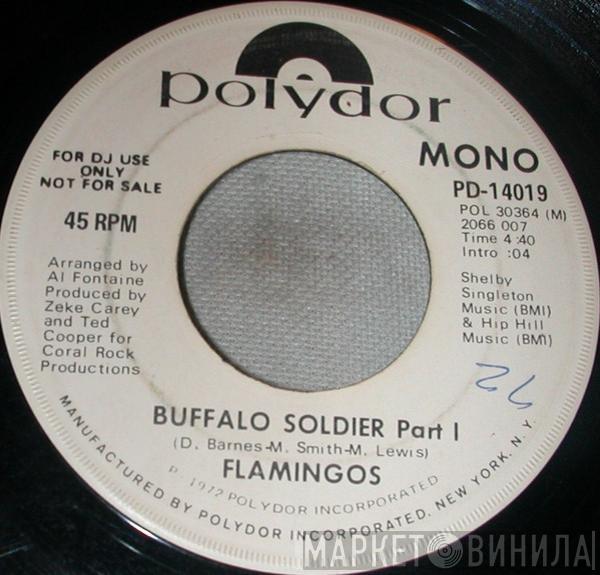 polydor
MONO
FOR DJ USE
ONLY
NOT FOR SALE
45 RPM
PD-14019
POL 30364 (M)
2066 007
Time 4:40
Intro :04
Arranged by
Al Fontaine
Produced by
Zeke Carey
and Ted
Cooper for
Coral Rock
Productions
Shelby
Singleton
Music (BMI)
& Hip Hill
Music (BMI)
BUFFALO SOLDIER Part I
(D. Barnes-M. Smith-M. Lewis)
FLAMINGOS
P. 1972 POLYDOR INCORPORATED
MANUFACTURED BY POLYDOR INCORPORATED, NEW YORK, N.Y.
МАРКЕТ ВИНИЛА